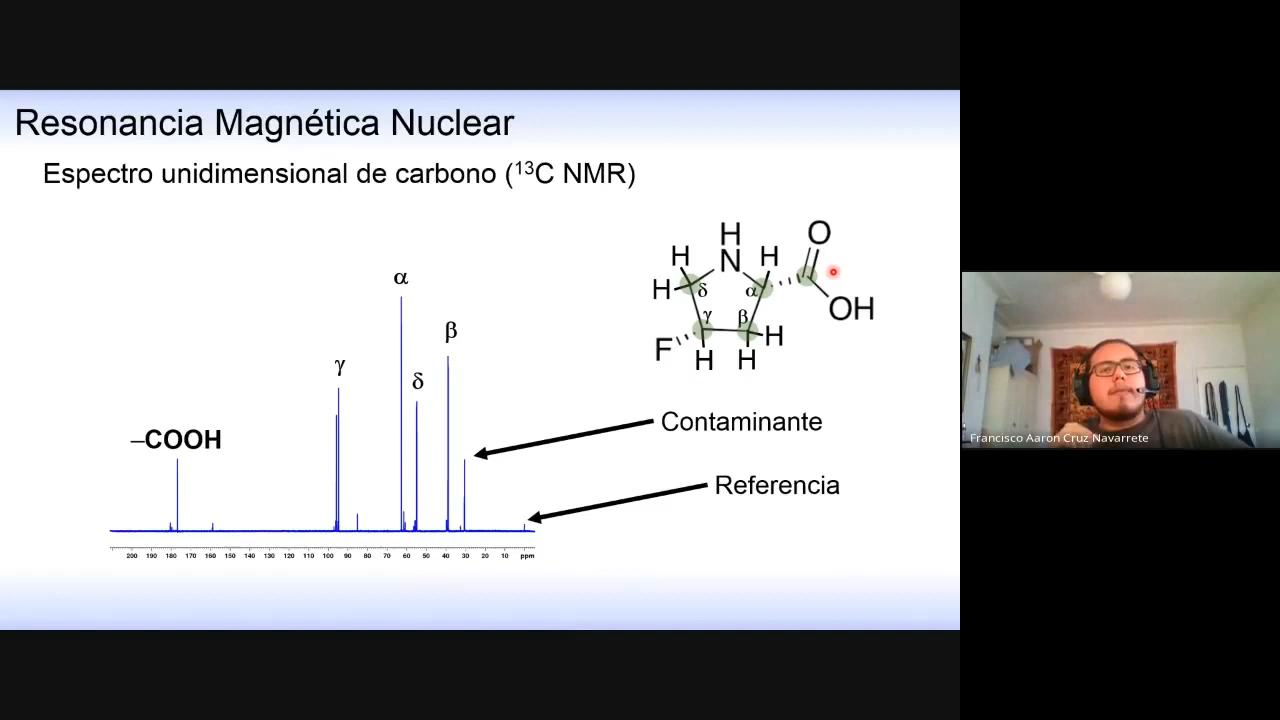 Resonancia Magnética Nuclear
Espectro unidimensional de carbono (¹³C NMR)
α
β
γ
δ
–COOH
H
N
H
H
O
H
δ
α
γ
β
OH
F
H
H
H
Contaminante
Referencia
200 190 180 170 160 150 140 130 120 110 100 90 80 70 60 50 40 30 20 10 ppm
Francisco Aaron Cruz Navarrete